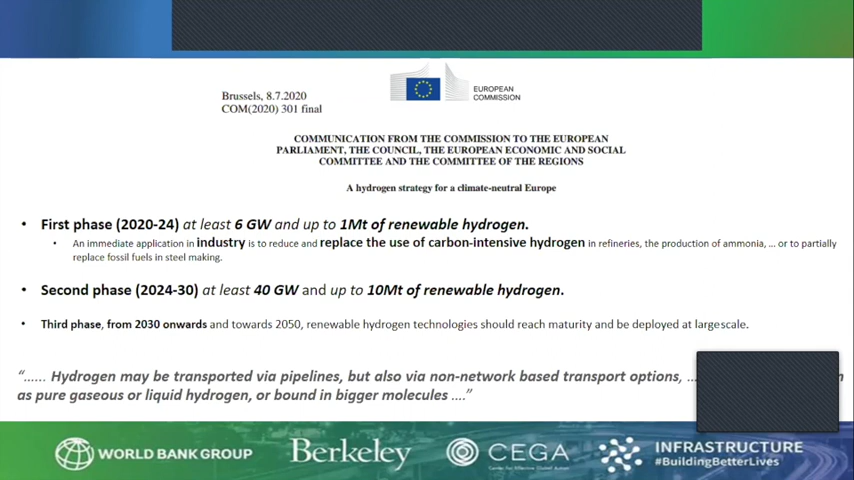 Brussels, 8.7.2020
COM(2020) 301 final
EUROPEAN
COMMISSION
COMMUNICATION FROM THE COMMISSION TO THE EUROPEAN
PARLIAMENT, THE COUNCIL, THE EUROPEAN ECONOMIC AND SOCIAL
COMMITTEE AND THE COMMITTEE OF THE REGIONS
A hydrogen strategy for a climate-neutral Europe
• First phase (2020-24) at least 6 GW and up to 1Mt of renewable hydrogen.
• An immediate application in industry is to reduce and replace the use of carbon-intensive hydrogen in refineries, the production of ammonia, ... or to partially
replace fossil fuels in steel making.
• Second phase (2024-30) at least 40 GW and up to 10Mt of renewable hydrogen.
• Third phase, from 2030 onwards and towards 2050, renewable hydrogen technologies should reach maturity and be deployed at large scale.
“...... Hydrogen may be transported via pipelines, but also via non-network based transport options, ...
as pure gaseous or liquid hydrogen, or bound in bigger molecules ....”
WORLD BANK GROUP
Berkeley
CEGA
Center for Effective Global Action
INFRASTRUCTURE
#BuildingBetterLives